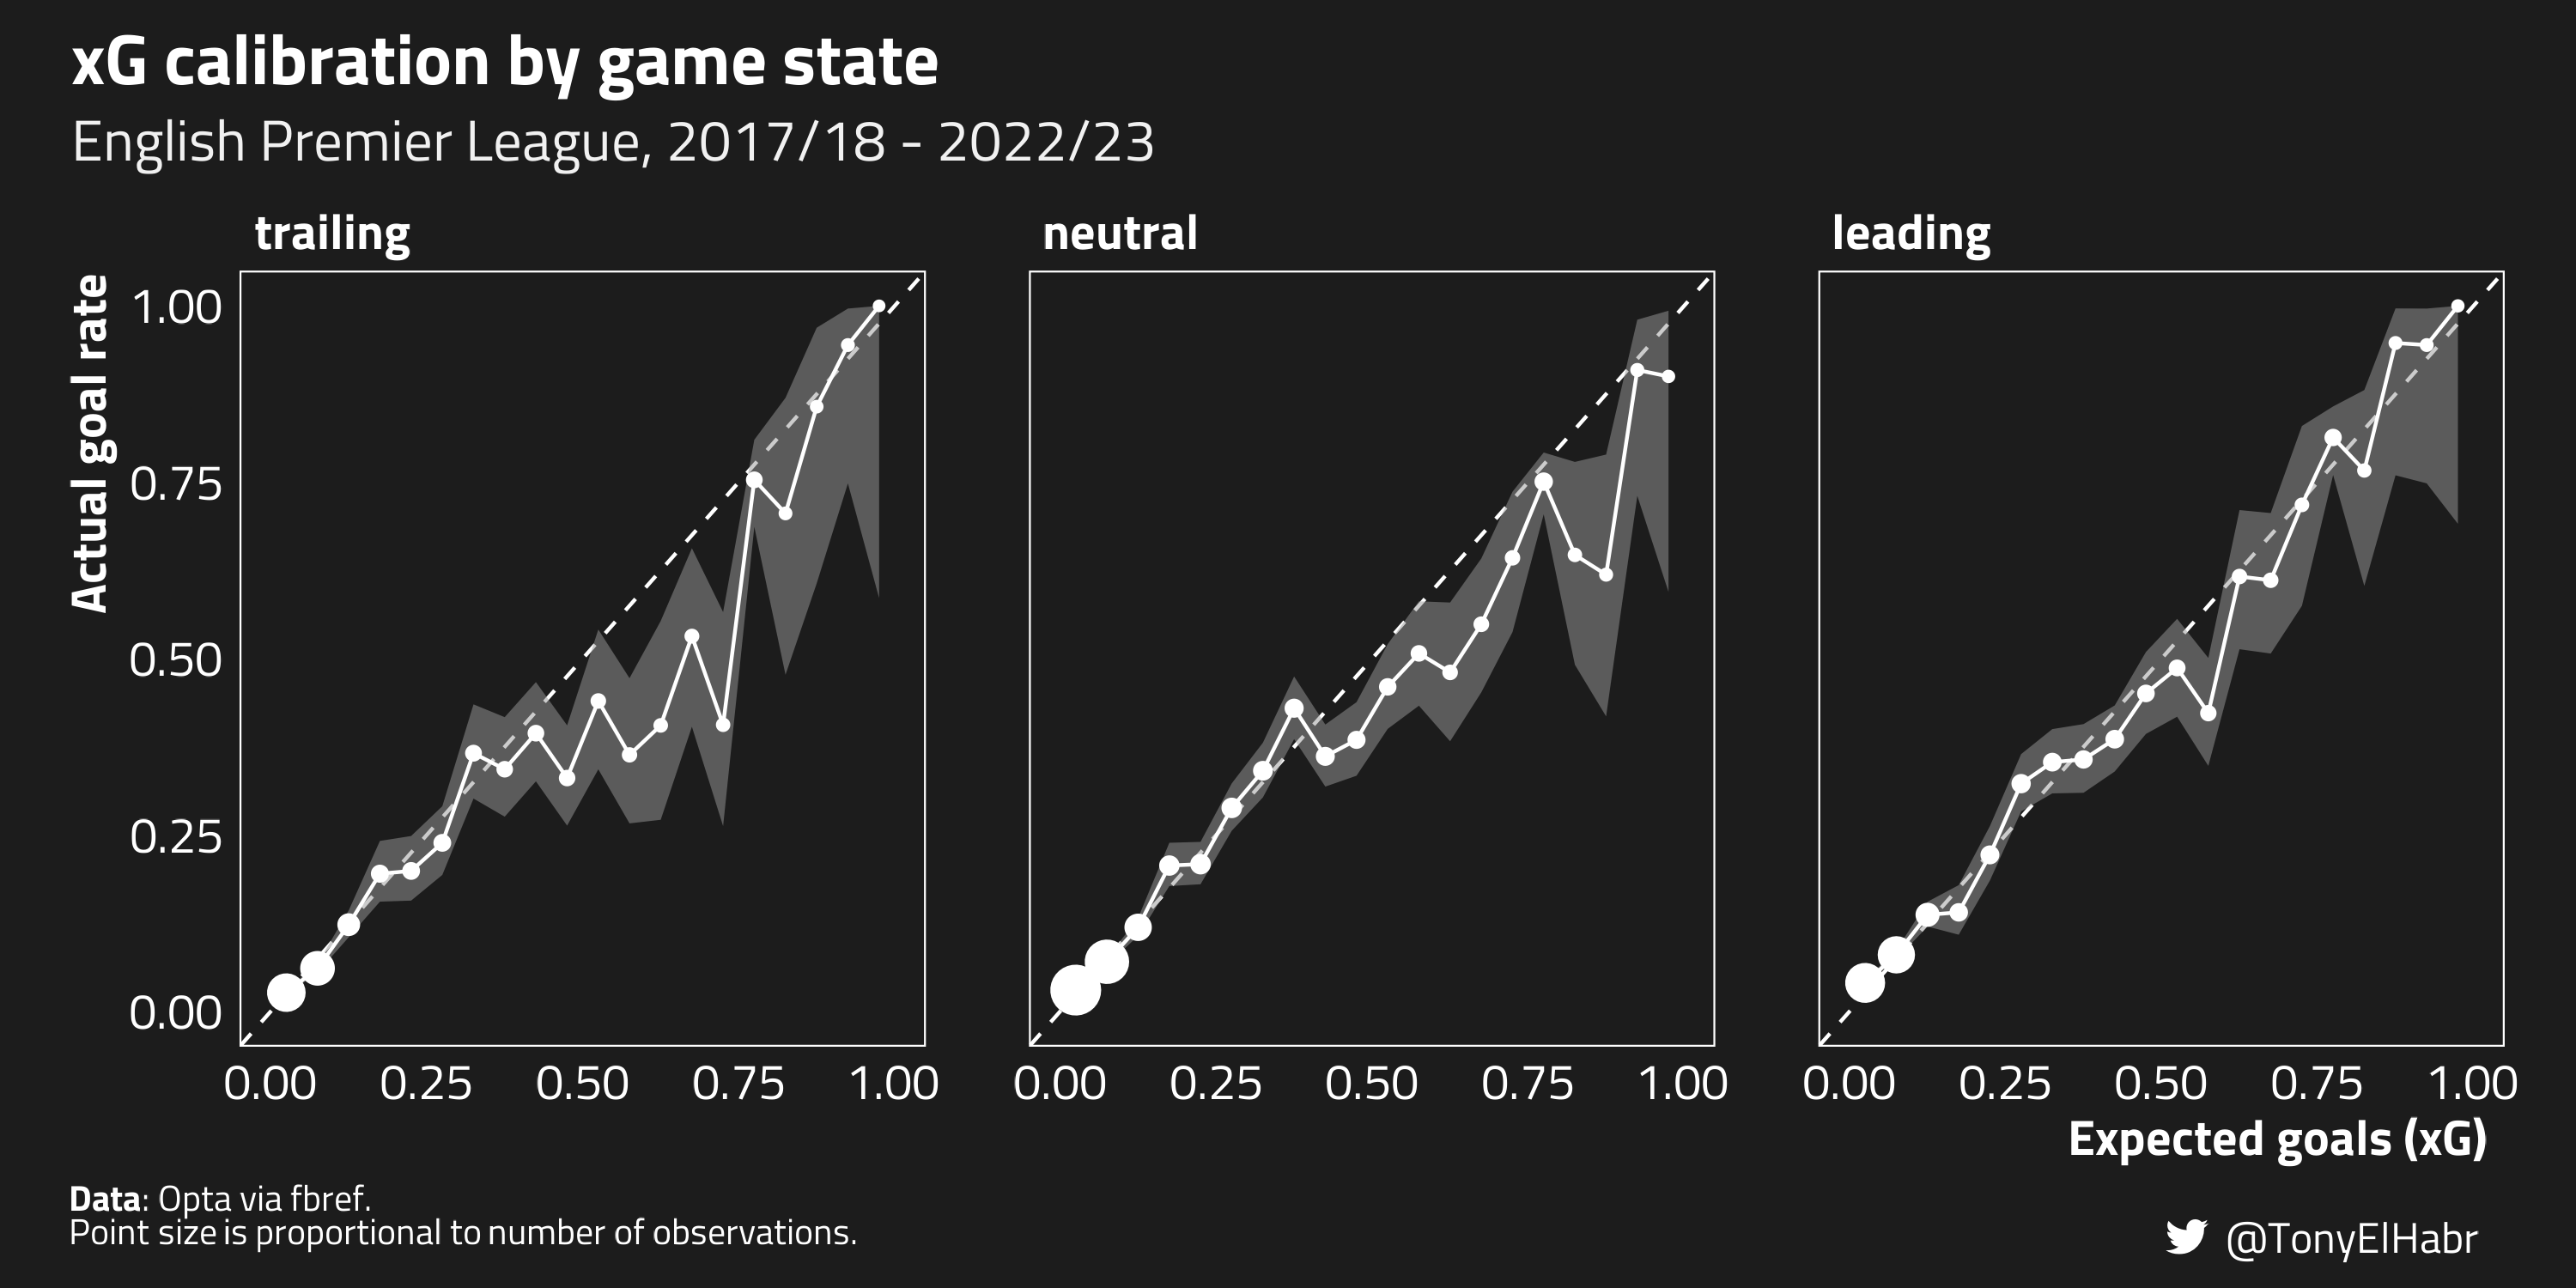 xG calibration by game state
English Premier League, 2017/18 - 2022/23
trailing
neutral
leading
Actual goal rate
1.00
0.75
0.50
0.25
0.00
0.00 0.25 0.50 0.75 1.00
0.00 0.25 0.50 0.75 1.00
0.00 0.25 0.50 0.75 1.00
Expected goals (xG)
Data: Opta via fbref.
Point size is proportional to number of observations.
@TonyElHabr